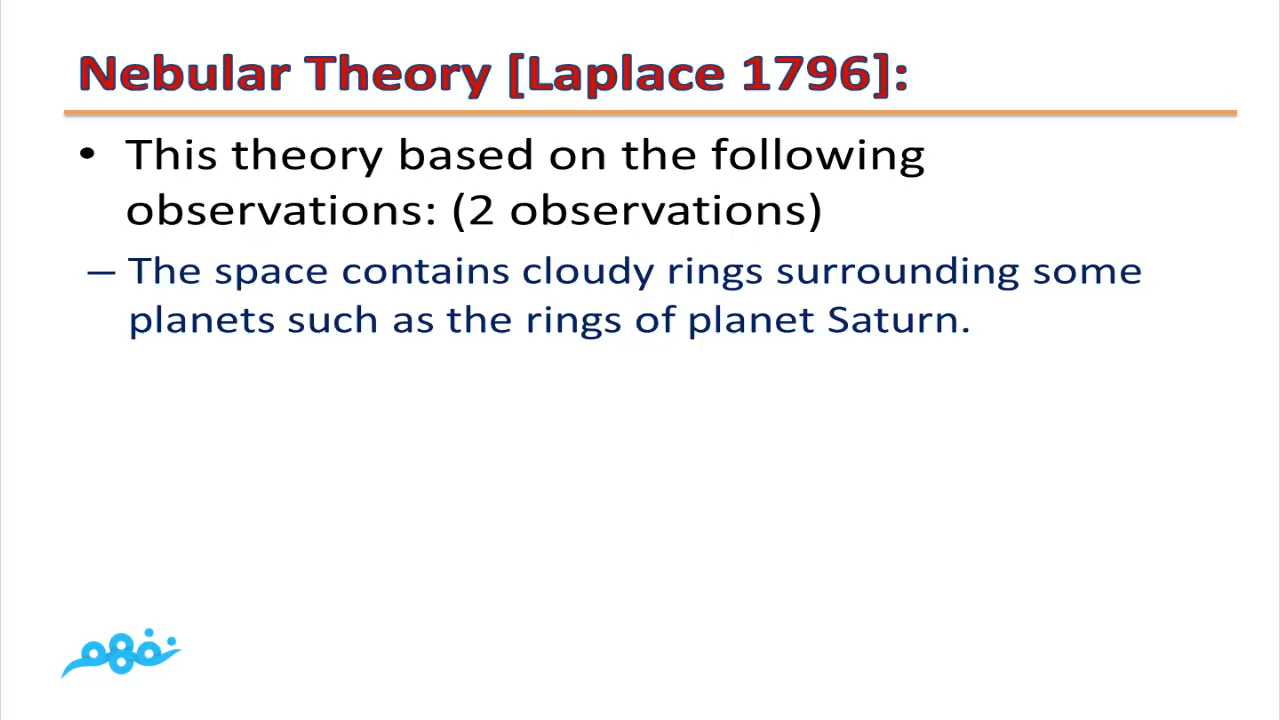 Nebular Theory [Laplace 1796]:
• This theory based on the following
observations: (2 observations)
– The space contains cloudy rings surrounding some
planets such as the rings of planet Saturn.
نفهم